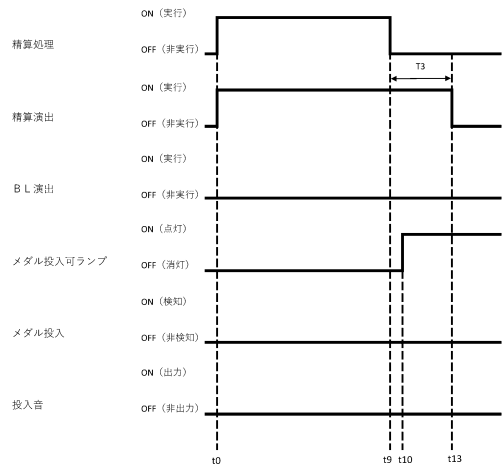 ON（実行）
精算処理
OFF（非実行）
T3
ON（実行）
精算演出
OFF（非実行）
ON（実行）
ＢＬ演出
OFF（非実行）
ON（点灯）
メダル投入可ランプ
OFF（消灯）
ON（検知）
メダル投入
OFF（非検知）
ON（出力）
投入音
OFF（非出力）
t0 t9 t10 t13